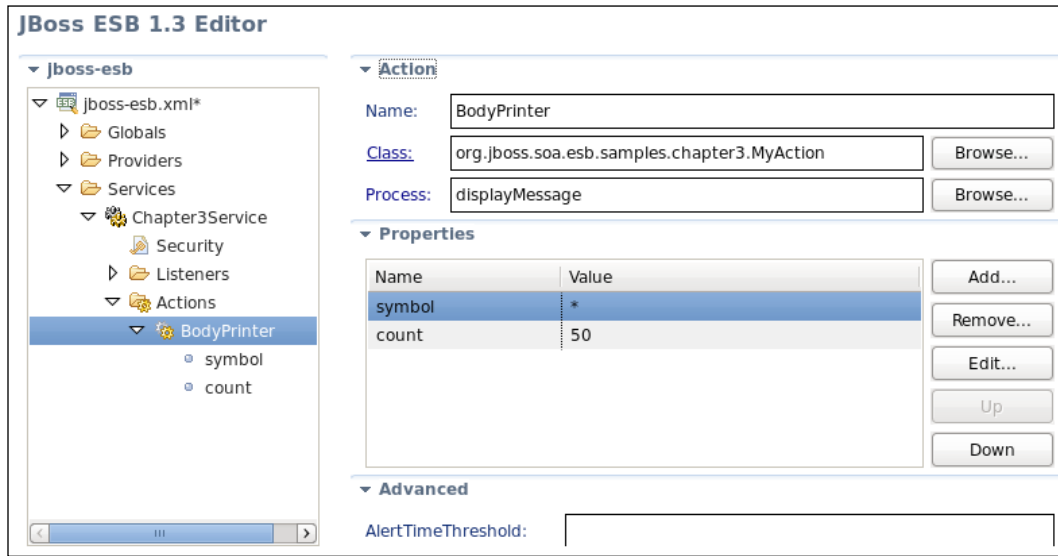 JBoss ESB 1.3 Editor
jboss-esb
jboss-esb.xml*
Globals
Providers
Services
Chapter3Service
Security
Listeners
Actions
BodyPrinter
symbol
count
Action
Name: BodyPrinter
Class: org.jboss.soa.esb.samples.chapter3.MyAction Browse...
Process: displayMessage Browse...
Properties
Name Value
symbol *
count 50
Add...
Remove...
Edit...
Up
Down
Advanced
AlertTimeThreshold: